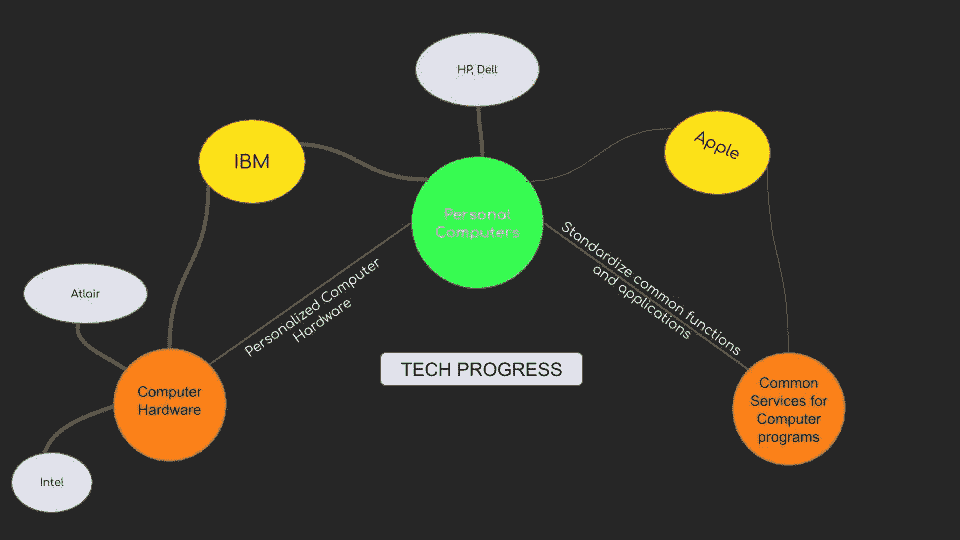 HP, Dell
IBM
Apple
Personal
Computers
Standardize common functions
and applications
Personalized Computer
Hardware
Atlair
TECH PROGRESS
Computer
Hardware
Common
Services for
Computer
programs
Intel